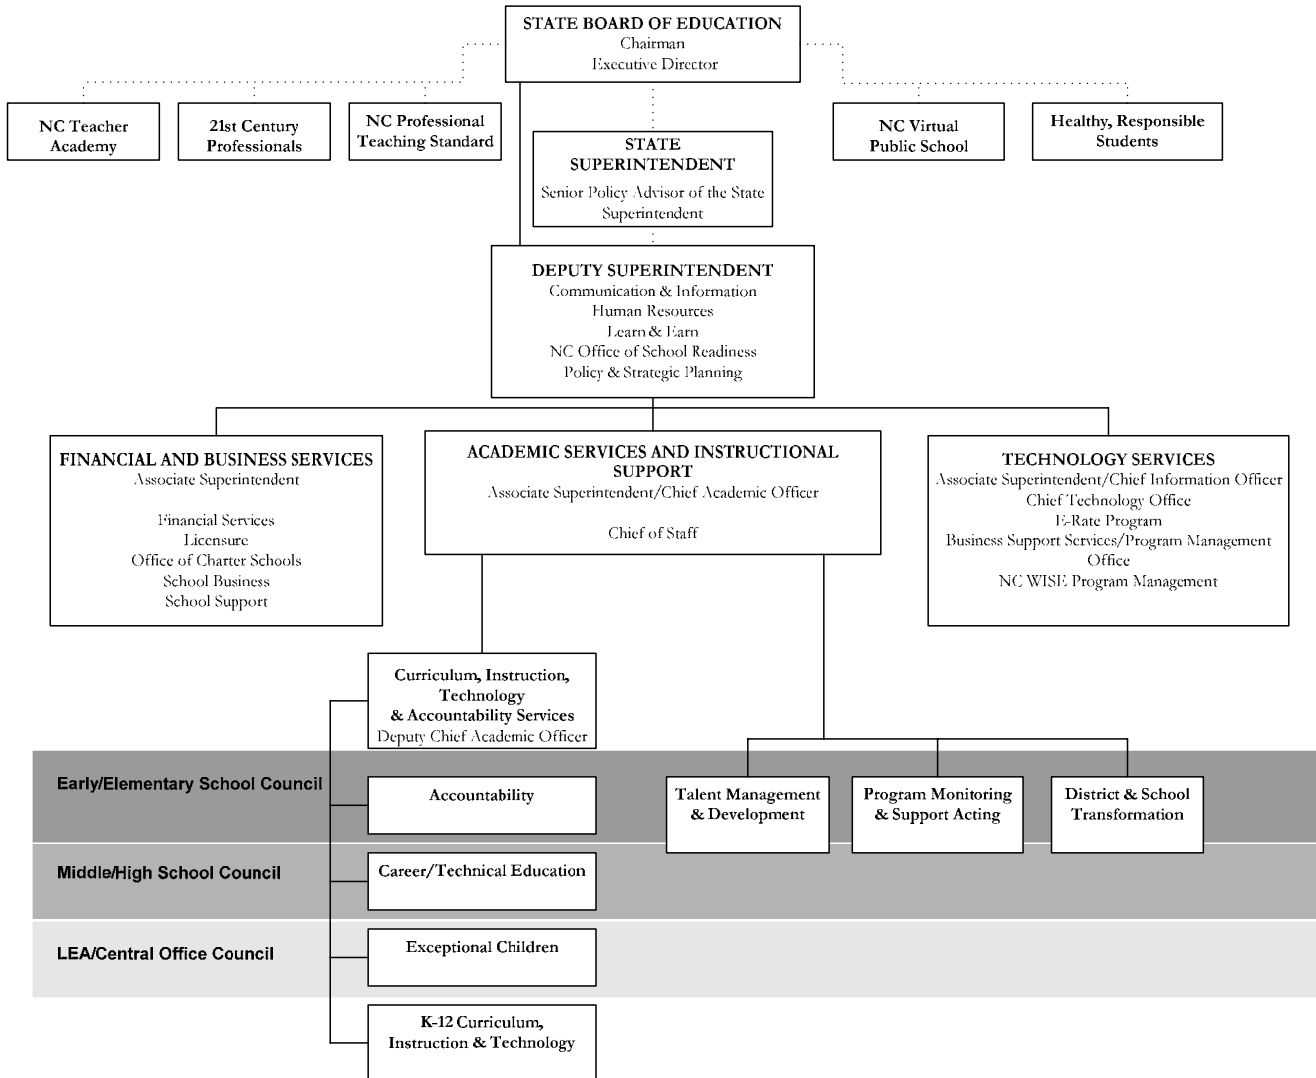 STATE BOARD OF EDUCATION
Chairman
Executive Director
NC Teacher
Academy
21st Century
Professionals
NC Professional
Teaching Standard
NC Virtual
Public School
Healthy, Responsible
Students
STATE
SUPERINTENDENT
Senior Policy Advisor of the State
Superintendent
DEPUTY SUPERINTENDENT
Communication & Information
Human Resources
Learn & Earn
NC Office of School Readiness
Policy & Strategic Planning
FINANCIAL AND BUSINESS SERVICES
Associate Superintendent
Financial Services
Licensure
Office of Charter Schools
School Business
School Support
ACADEMIC SERVICES AND INSTRUCTIONAL
SUPPORT
Associate Superintendent/Chief Academic Officer
Chief of Staff
TECHNOLOGY SERVICES
Associate Superintendent/Chief Information Officer
Chief Technology Office
E-Rate Program
Business Support Services/Program Management
Office
NC WISE Program Management
Curriculum, Instruction,
Technology
& Accountability Services
Deputy Chief Academic Officer
Early/Elementary School Council
Accountability
Talent Management
& Development
Program Monitoring
& Support Acting
District & School
Transformation
Middle/High School Council
Career/Technical Education
LEA/Central Office Council
Exceptional Children
K-12 Curriculum,
Instruction & Technology